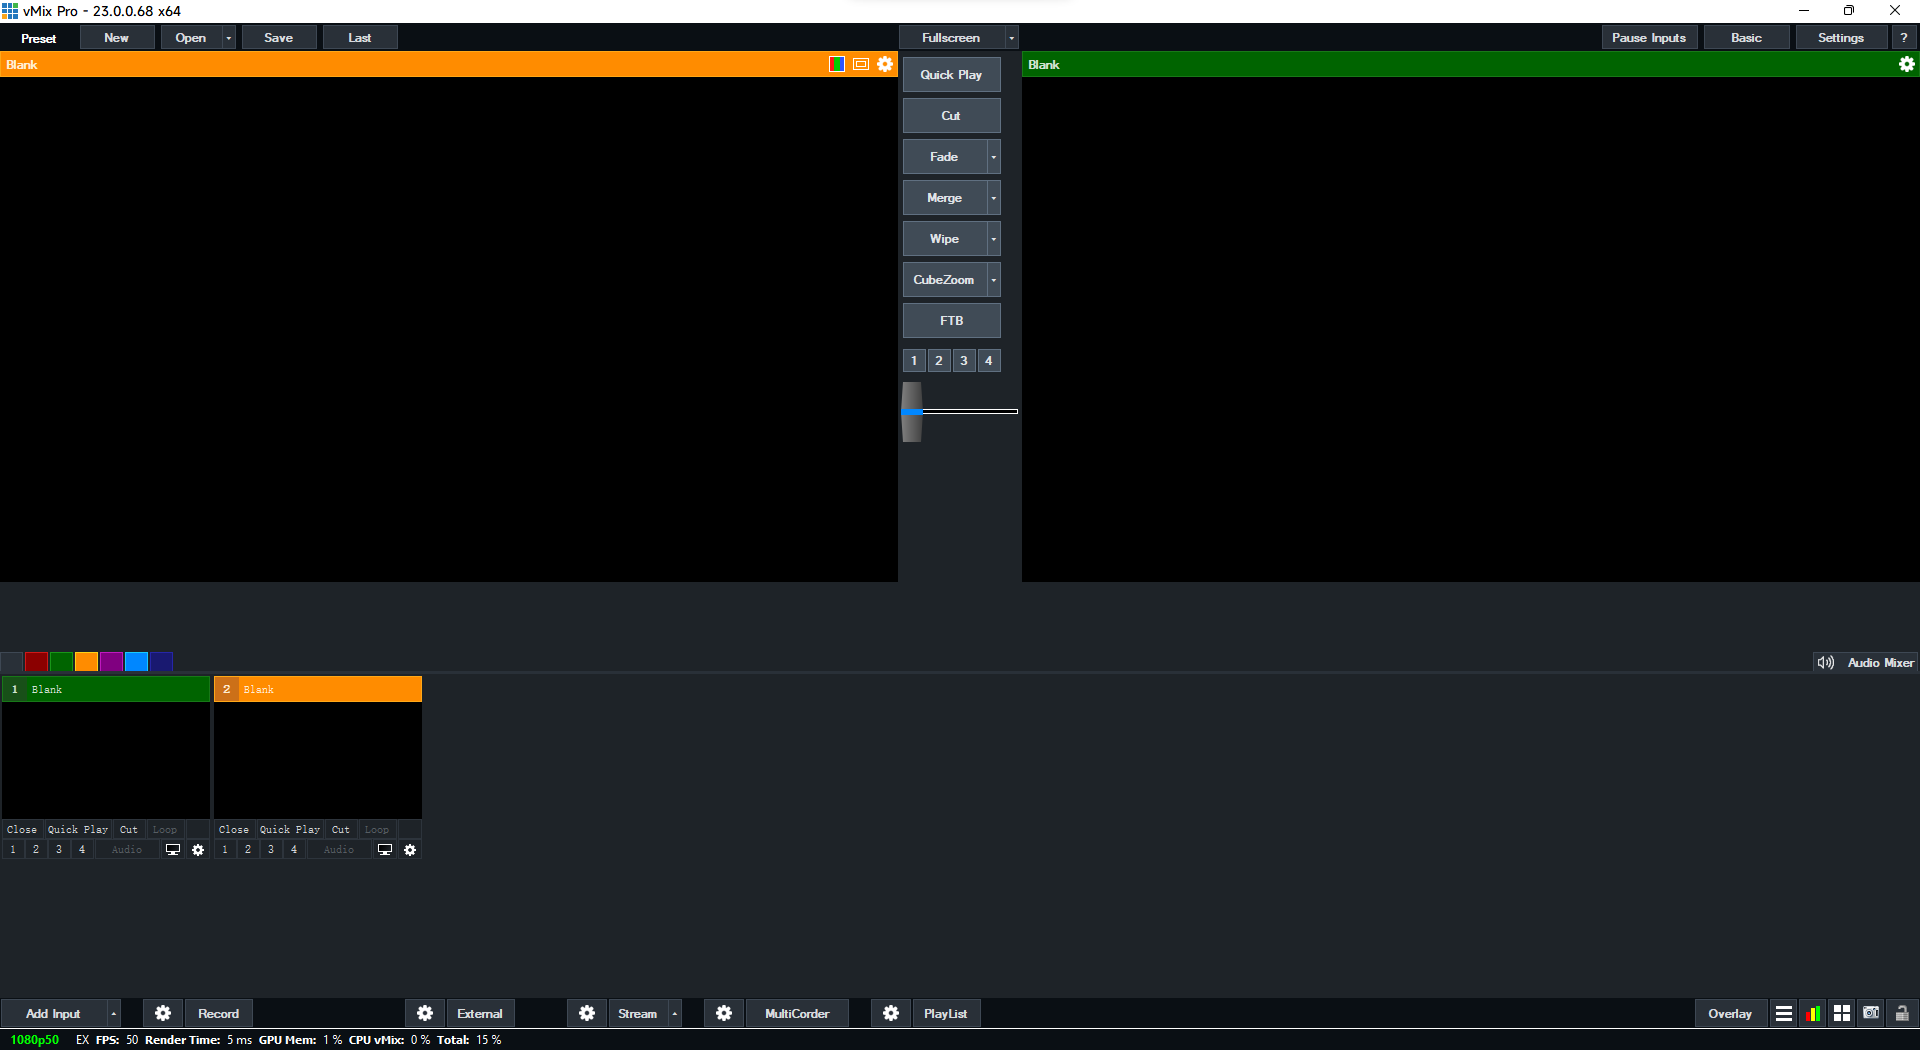 vMix Pro - 23.0.0.68 x64
Preset New Open Save Last Fullscreen Pause Inputs Basic Settings ?
Blank
Blank
Quick Play
Cut
Fade
Merge
Wipe
CubeZoom
FTB
1 2 3 4
Audio Mixer
1 Blank
2 Blank
Close Quick Play Cut Loop
Close Quick Play Cut Loop
1 2 3 4 Audio
1 2 3 4 Audio
Add Input Record External Stream MultiCorder PlayList Overlay
1080p50 EX FPS: 50 Render Time: 5 ms GPU Mem: 1 % CPU vMix: 0 % Total: 15 %